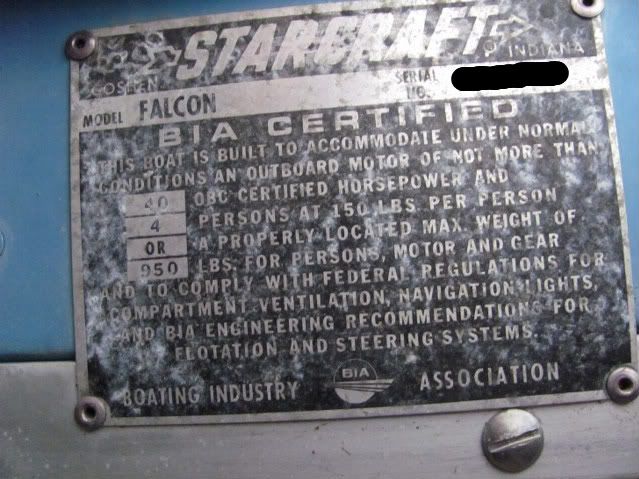 STARCRAFT
GOSHEN INDIANA
MODEL FALCON SERIAL NO.
BIA CERTIFIED
THIS BOAT IS BUILT TO ACCOMMODATE UNDER NORMAL
CONDITIONS AN OUTBOARD MOTOR OF NOT MORE THAN
40 OBC CERTIFIED HORSEPOWER AND
4 PERSONS AT 150 LBS. PER PERSON
OR A PROPERLY LOCATED MAX. WEIGHT OF
950 LBS. FOR PERSONS, MOTOR AND GEAR
AND TO COMPLY WITH FEDERAL REGULATIONS FOR
COMPARTMENT VENTILATION, NAVIGATION LIGHTS,
AND BIA ENGINEERING RECOMMENDATIONS FOR
FLOTATION AND STEERING SYSTEMS.
BOATING INDUSTRY BIA ASSOCIATION